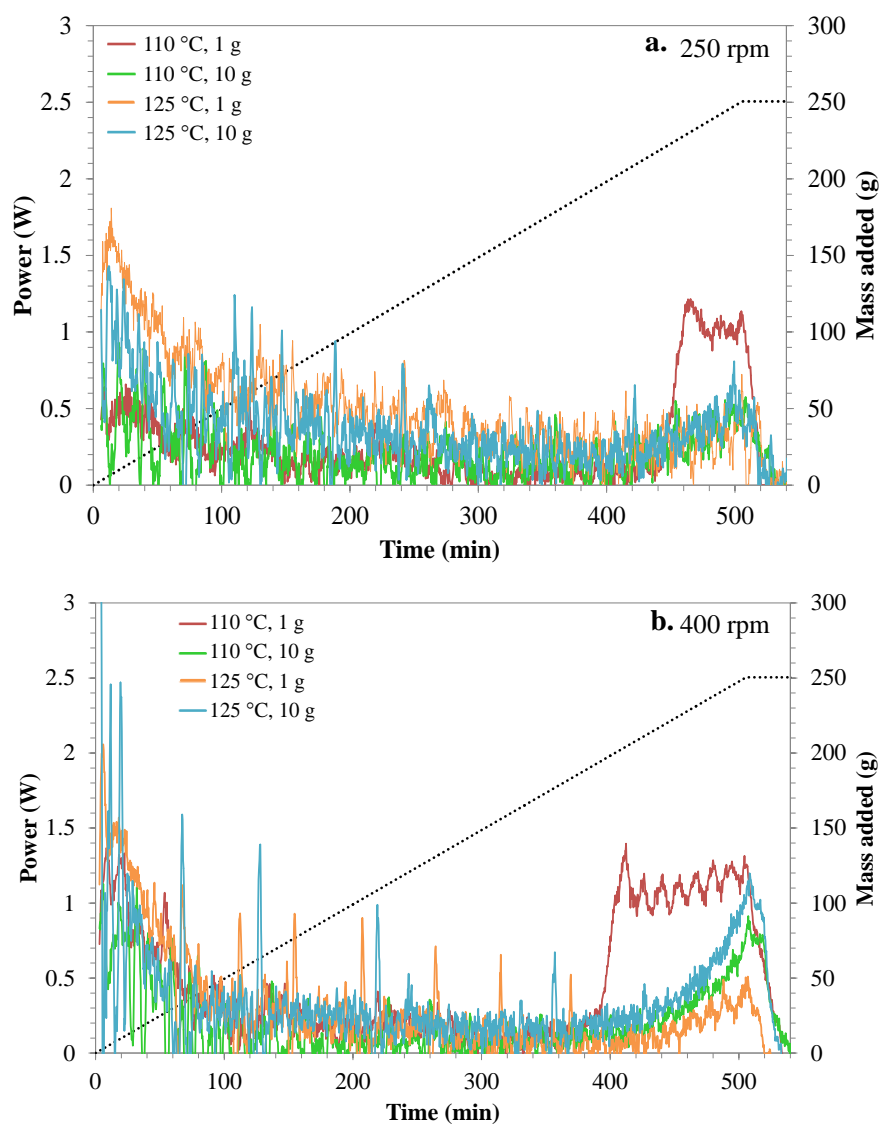 a. 250 rpm
110 °C, 1 g
110 °C, 10 g
125 °C, 1 g
125 °C, 10 g
3
2.5
2
1.5
1
0.5
0
Power (W)
300
250
200
150
100
50
0
Mass added (g)
0 100 200 300 400 500
Time (min)
b. 400 rpm
110 °C, 1 g
110 °C, 10 g
125 °C, 1 g
125 °C, 10 g
3
2.5
2
1.5
1
0.5
0
Power (W)
300
250
200
150
100
50
0
Mass added (g)
0 100 200 300 400 500
Time (min)